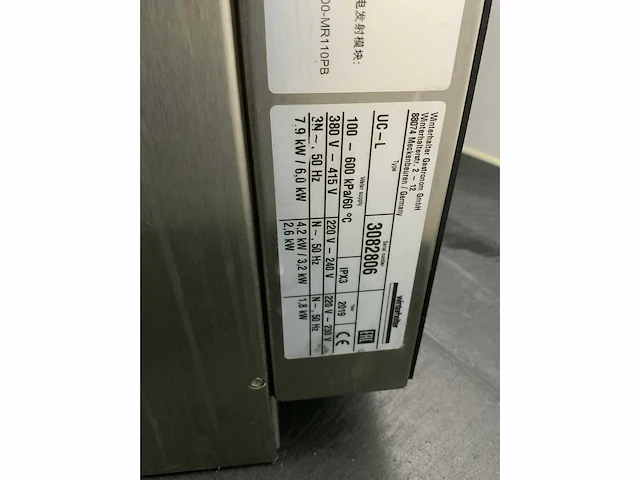 电发射模块:
00-MR110PB
Winterhalter Gastronom GmbH
Winterhalterstr. 2 – 12
88074 Meckenbeuren / Germany
winterhalter
Type
UC-L
Serial number
3082806
Year
2019
Water supply
100 – 600 kPa/60 °C
IPX3
CE
EAC
380 V – 415 V
220 V – 240 V
220 V – 230 V
3N ~, 50 Hz
N ~, 50 Hz
N ~, 50 Hz
7.9 kW / 6,0 kW
4,2 kW / 3,2 kW
1,8 kW
2,6 kW